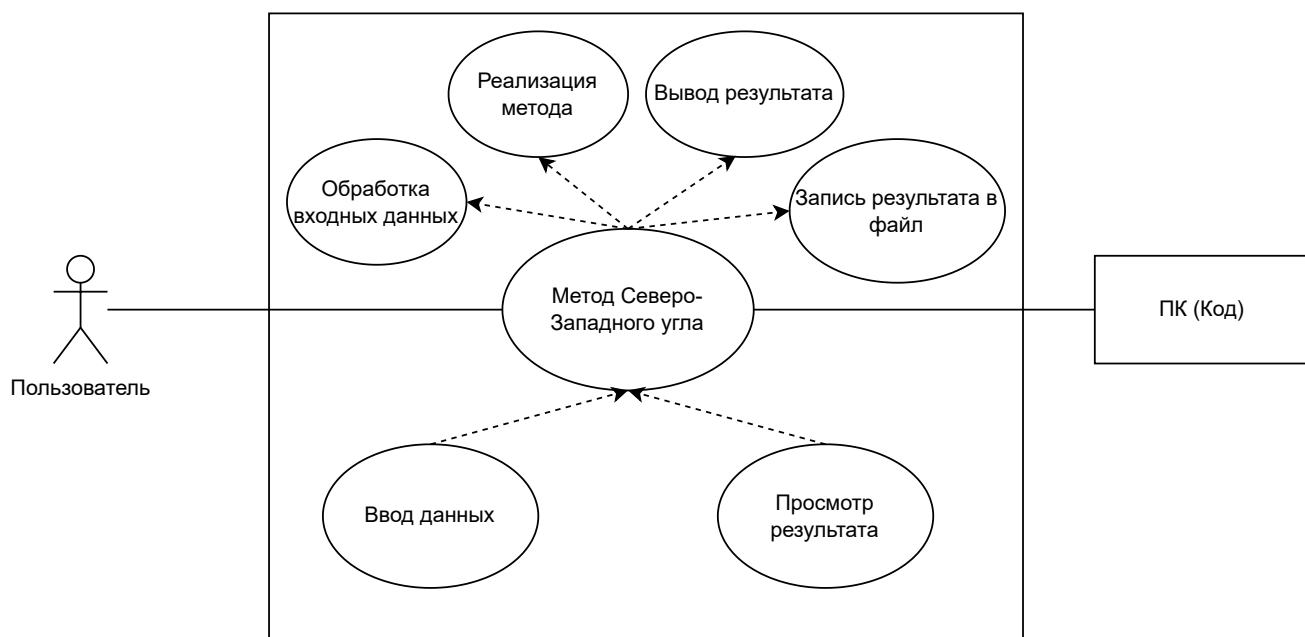 Реализация
метода
Вывод результата
Обработка
входных данных
Запись результата в
файл
Метод Северо-
Западного угла
ПК (Код)
Пользователь
Ввод данных
Просмотр
результата